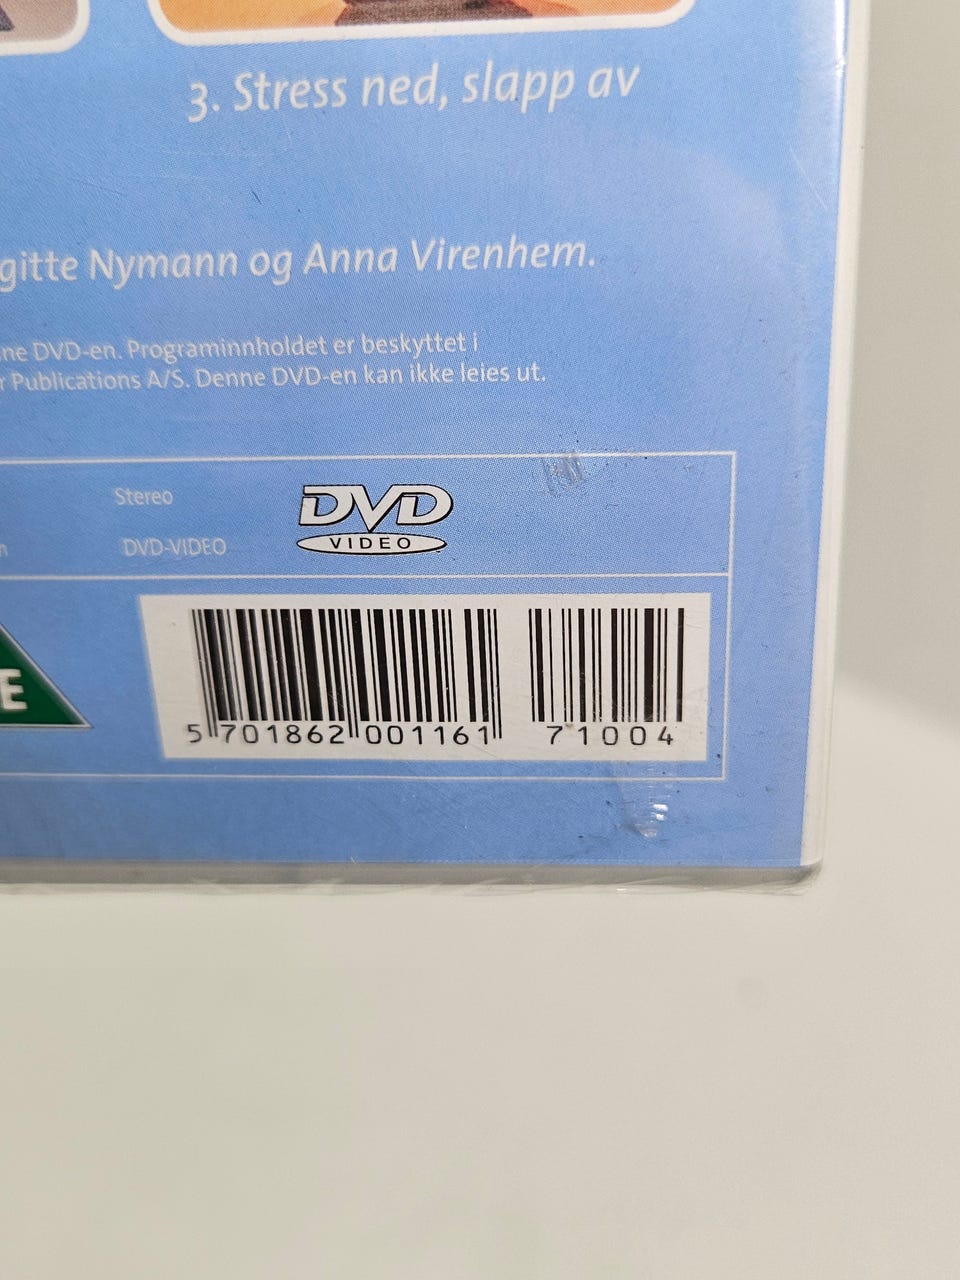 3. Stress ned, slapp av
gitte Nymann og Anna Virenhem.
ne DVD-en. Programinnholdet er beskyttet i
r Publications A/S. Denne DVD-en kan ikke leies ut.
Stereo
DVD
VIDEO
n
DVD-VIDEO
E
5 701862 001161 71004